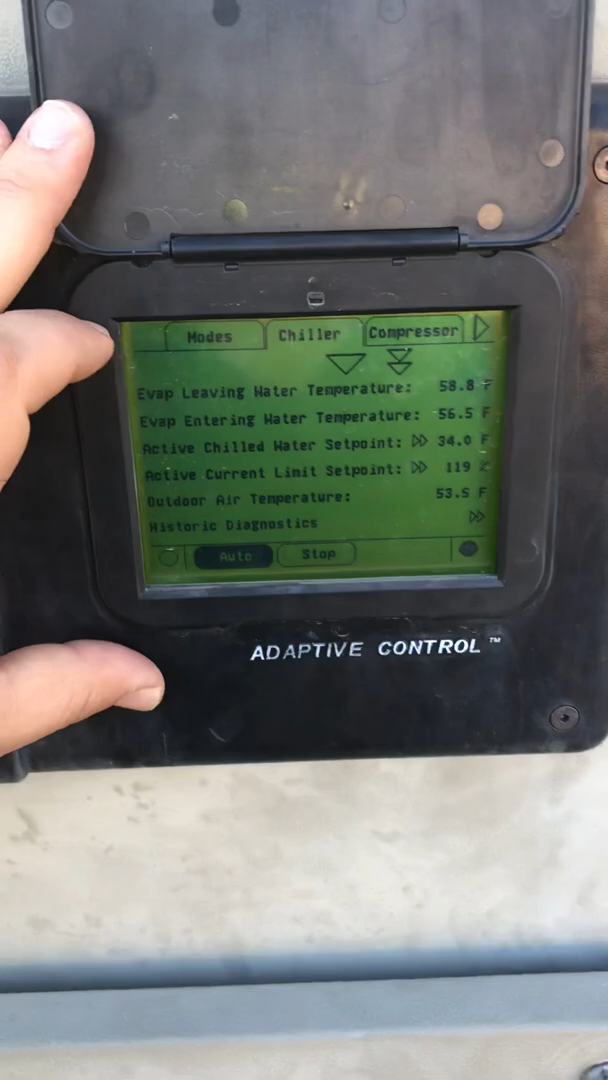 Modes Chiller Compressor
Evap Leaving Water Temperature: 58.8 F
Evap Entering Water Temperature: 56.5 F
Active Chilled Water Setpoint: 34.0 F
Active Current Limit Setpoint: 119 %
Outdoor Air Temperature: 53.5 F
Historic Diagnostics
Auto Stop
ADAPTIVE CONTROL™